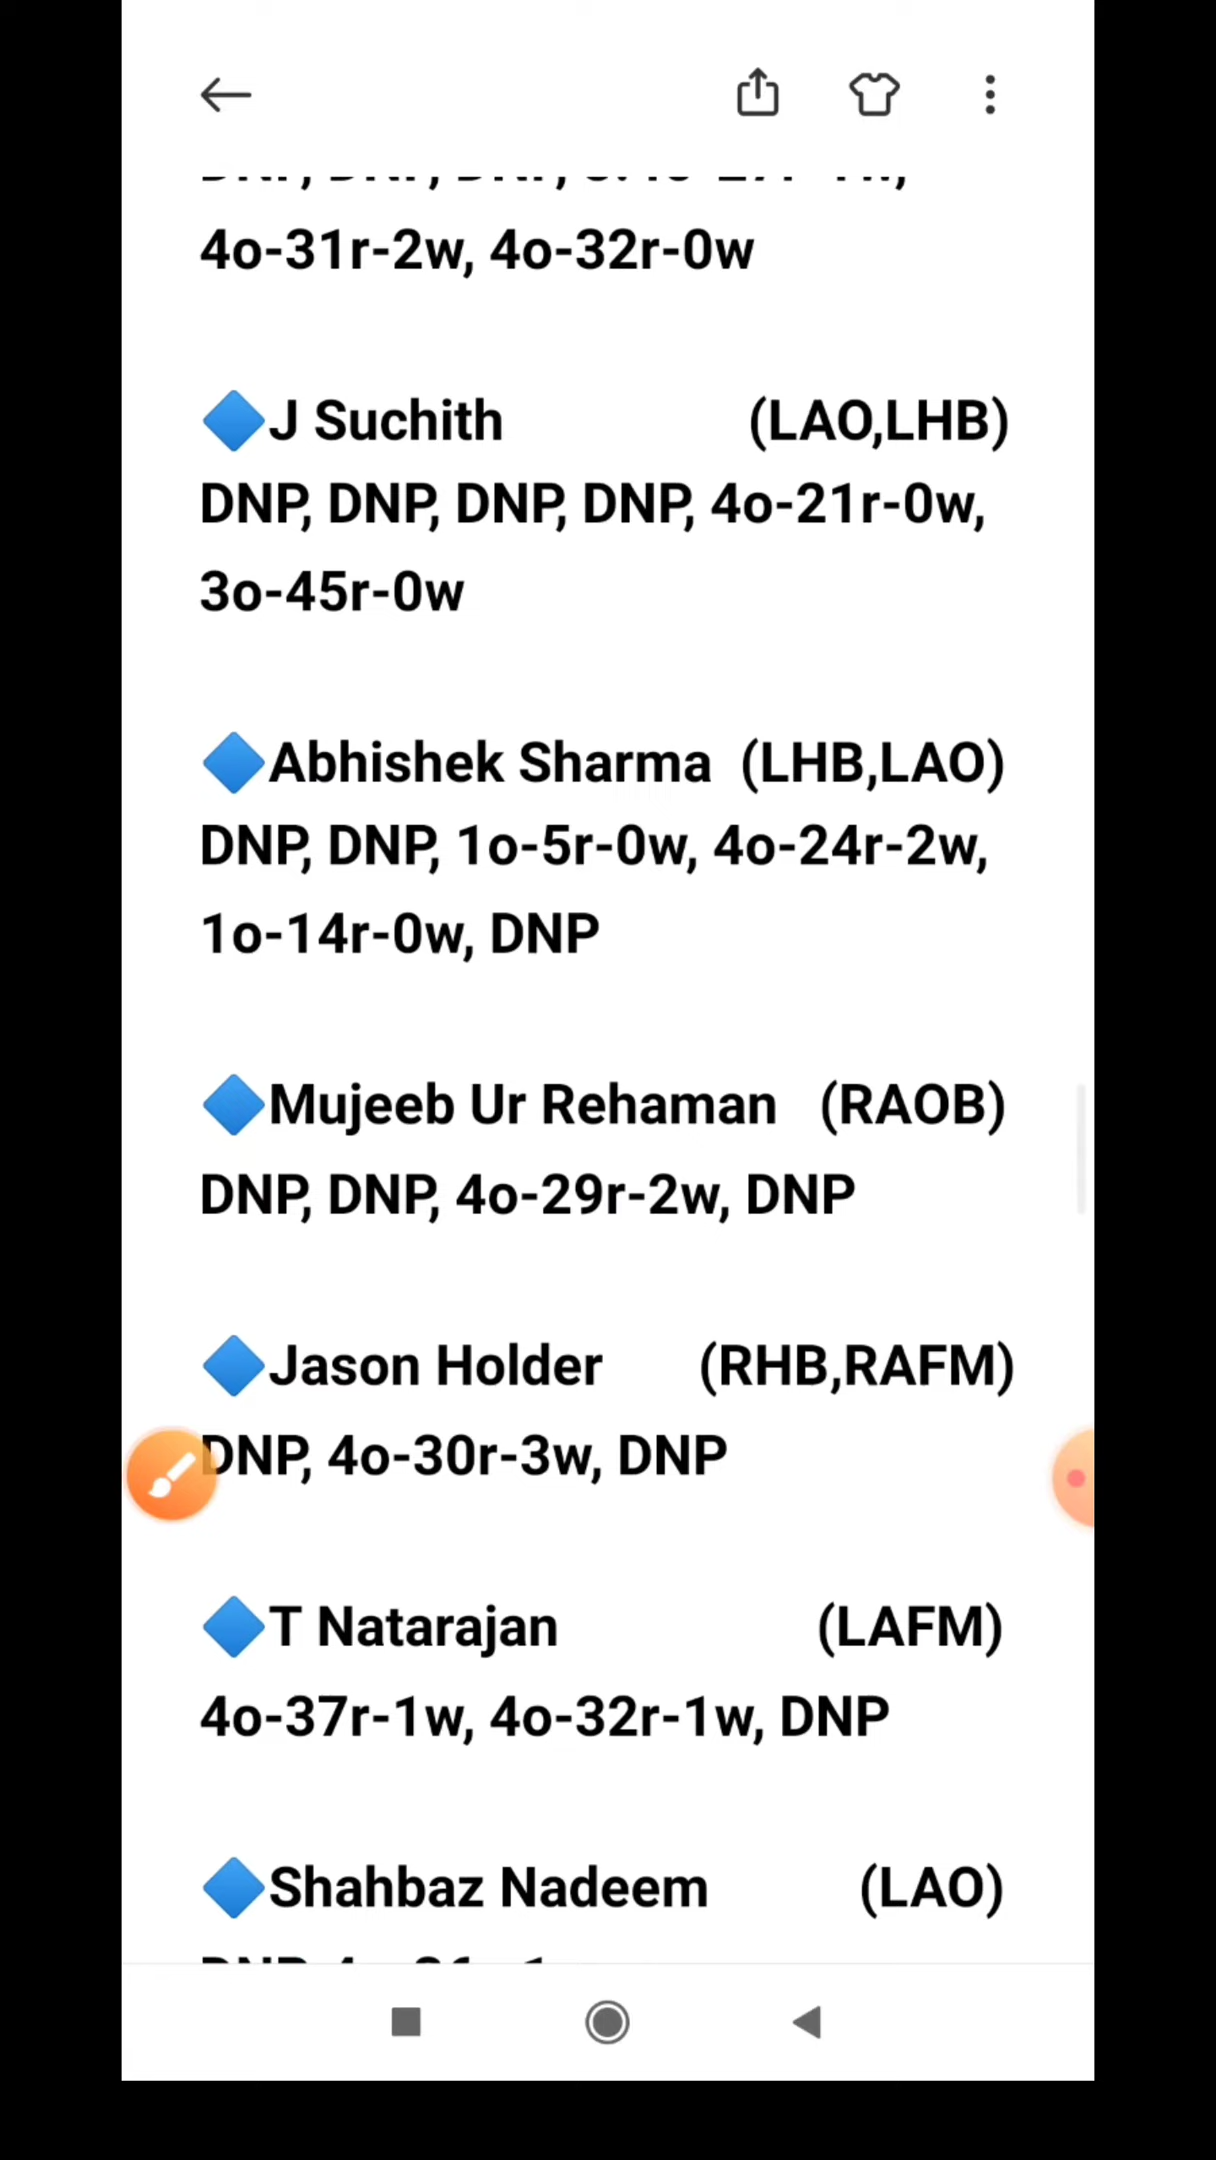 4o-31r-2w, 4o-32r-0w
J Suchith (LAO,LHB)
DNP, DNP, DNP, DNP, 4o-21r-0w,
3o-45r-0w
Abhishek Sharma (LHB,LAO)
DNP, DNP, 1o-5r-0w, 4o-24r-2w,
1o-14r-0w, DNP
Mujeeb Ur Rehaman (RAOB)
DNP, DNP, 4o-29r-2w, DNP
Jason Holder (RHB,RAFM)
DNP, 4o-30r-3w, DNP
T Natarajan (LAFM)
4o-37r-1w, 4o-32r-1w, DNP
Shahbaz Nadeem (LAO)